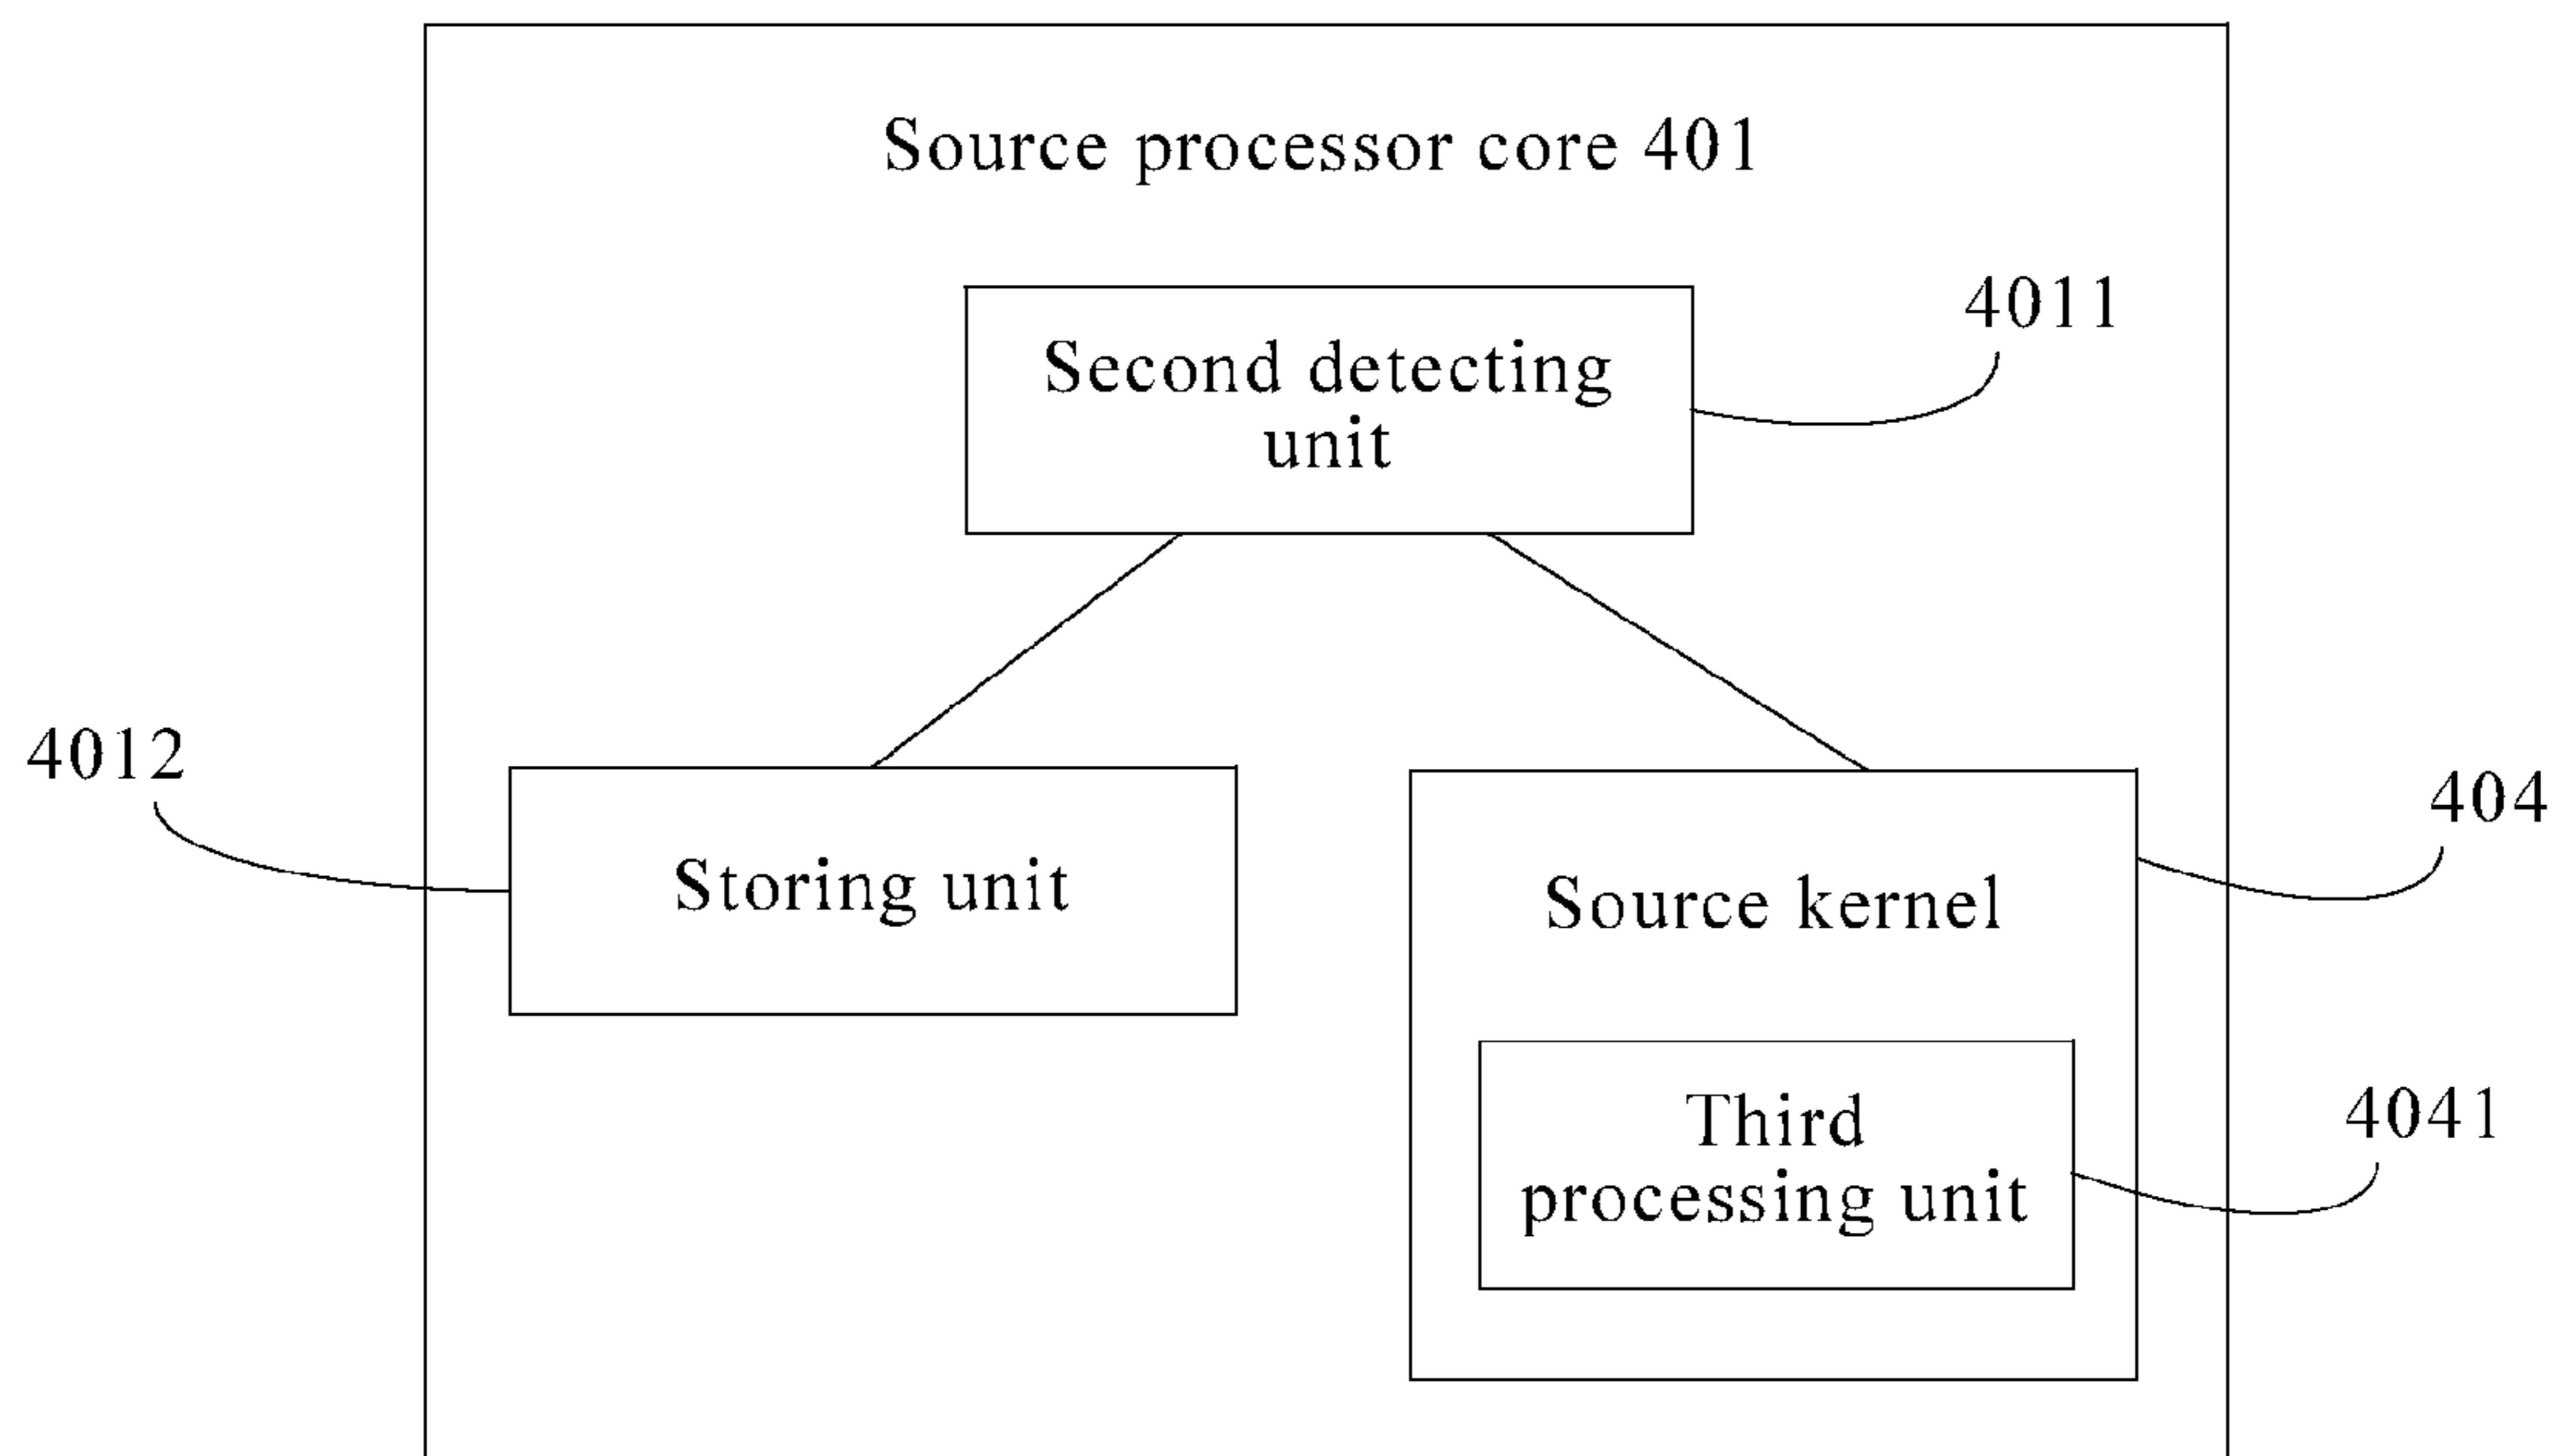 Source processor core 401
4011
Second detecting
unit
4012
Storing unit
404
Source kernel
4041
Third
processing unit